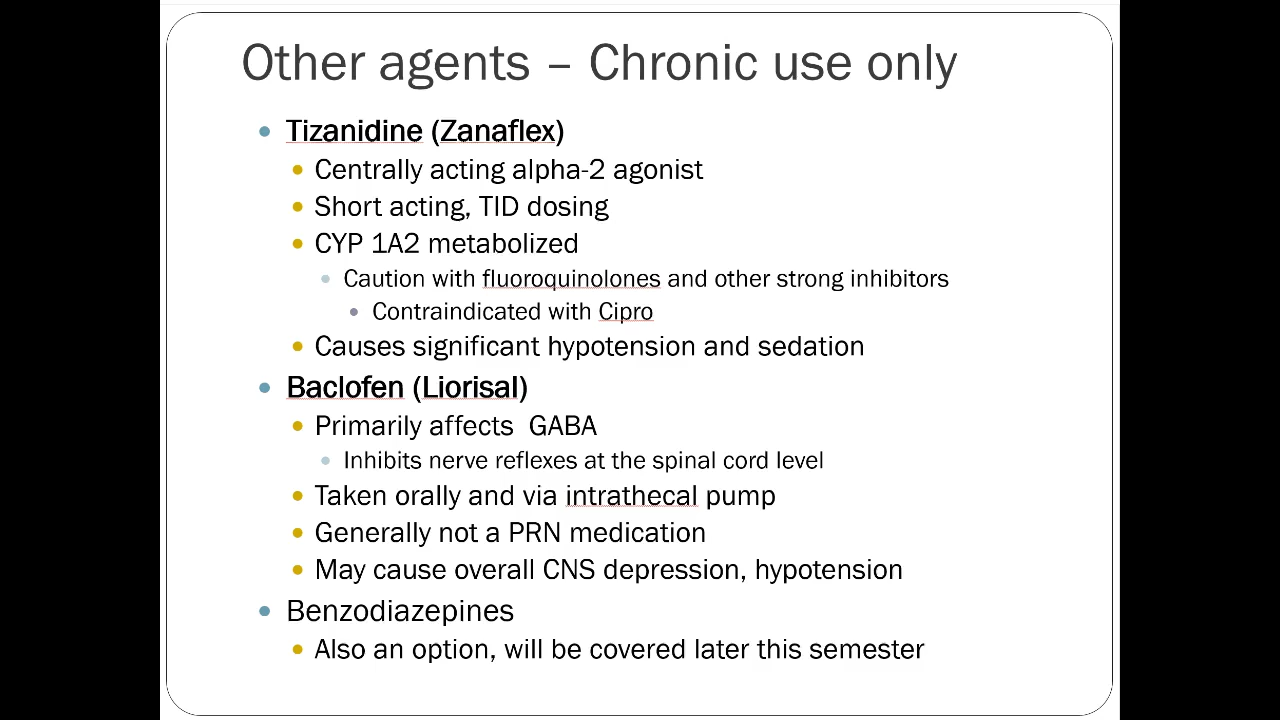 Other agents – Chronic use only
Tizanidine (Zanaflex)
Centrally acting alpha-2 agonist
Short acting, TID dosing
CYP 1A2 metabolized
Caution with fluoroquinolones and other strong inhibitors
Contraindicated with Cipro
Causes significant hypotension and sedation
Baclofen (Liorisal)
Primarily affects  GABA
Inhibits nerve reflexes at the spinal cord level
Taken orally and via intrathecal pump
Generally not a PRN medication
May cause overall CNS depression, hypotension
Benzodiazepines
Also an option, will be covered later this semester